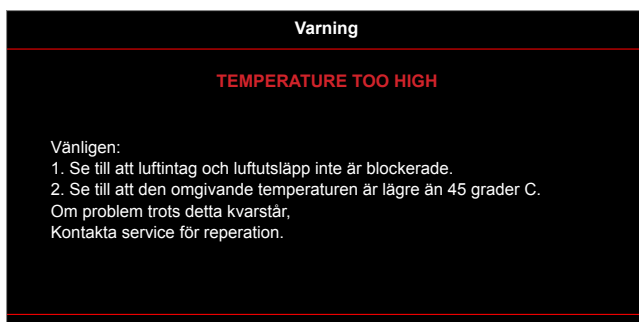 Varning
TEMPERATURE TOO HIGH
Vänligen:
1. Se till att luftintag och luftutsläpp inte är blockerade.
2. Se till att den omgivande temperaturen är lägre än 45 grader C.
Om problem trots detta kvarstår,
Kontakta service för reperation.